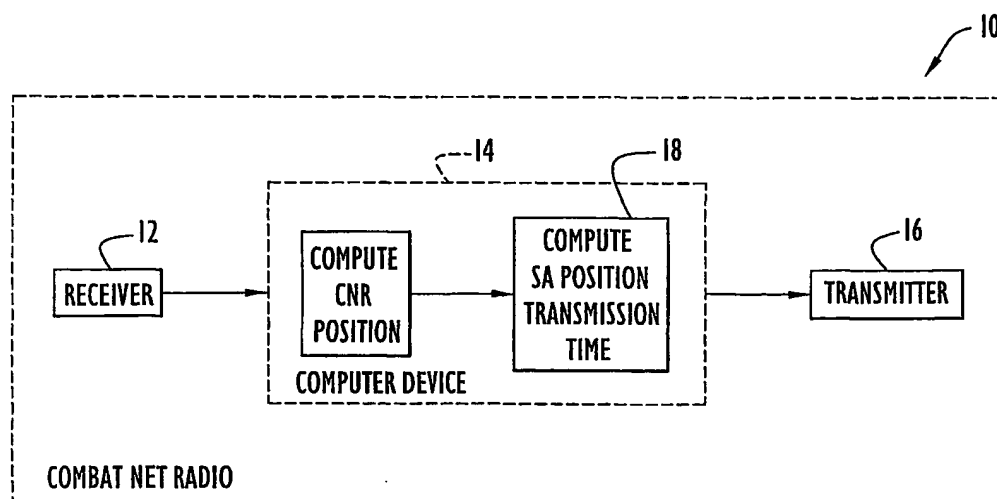 10
14
18
12
16
RECEIVER
COMPUTE
CNR
POSITION
COMPUTE
SA POSITION
TRANSMISSION
TIME
TRANSMITTER
COMPUTER DEVICE
COMBAT NET RADIO